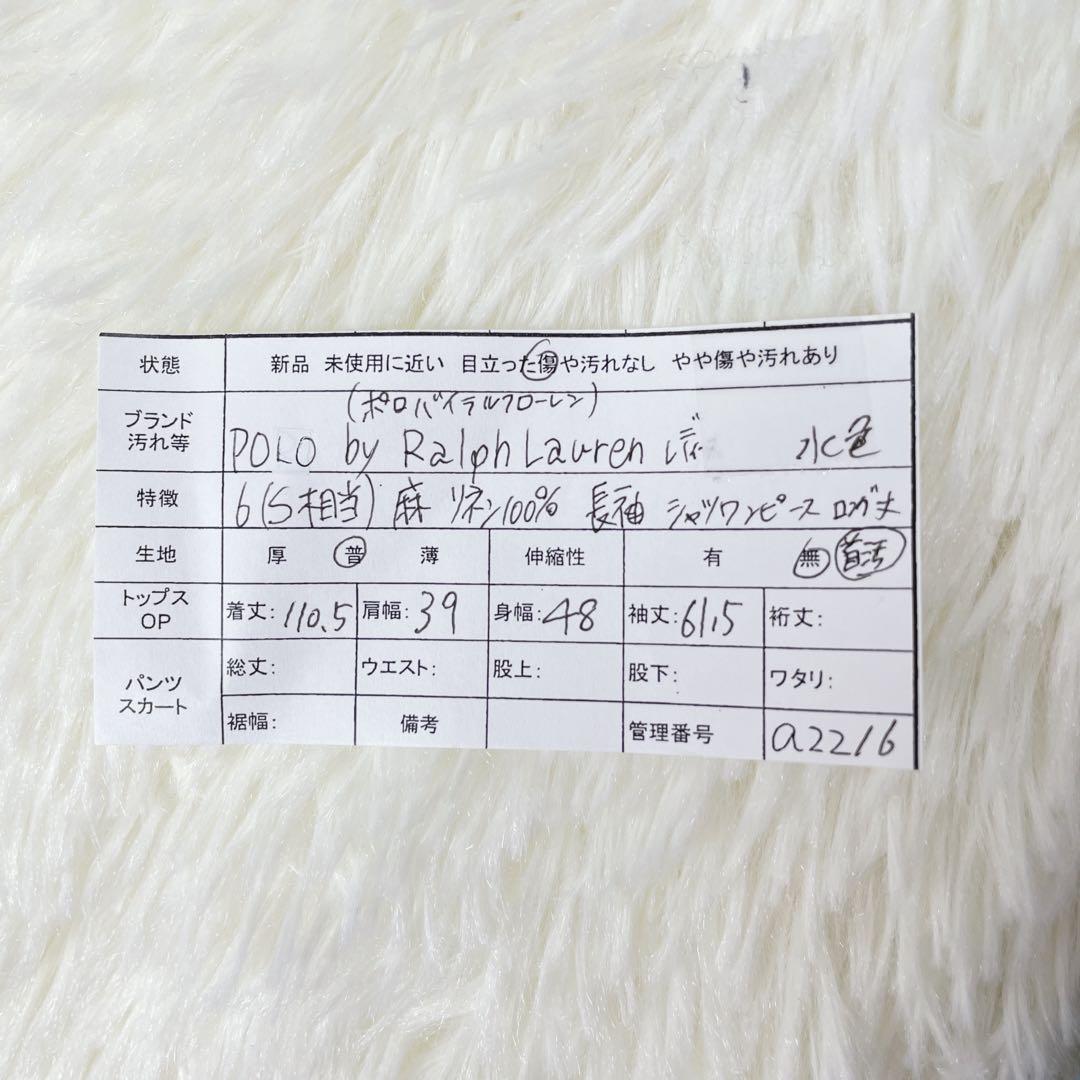 状態 新品 未使用に近い 目立った傷や汚れなし やや傷や汚れあり
(ポロバイラルフローレン)
ブランド
汚れ等 POLO by Ralph Lauren レディース 水色
特徴 6(S相当) 麻 リネン100% 長袖 シャツワンピース ロング丈
生地 厚 普 薄 伸縮性 有 無
トップス
OP 着丈:110.5 肩幅:39 身幅:48 袖丈:61.5 裄丈:
パンツ
スカート 総丈: ウエスト: 股上: 股下: ワタリ:
裾幅: 備考 管理番号 a2216